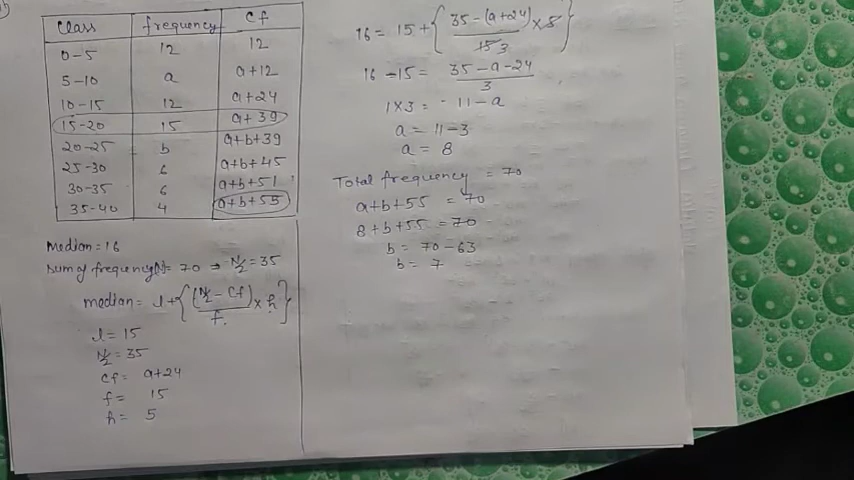 Class frequency Cf
0-5 12 12
5-10 a a+12
10-15 12 a+24
15-20 15 a+39
20-25 b a+b+39
25-30 6 a+b+45
30-35 6 a+b+51
35-40 4 a+b+55
Median=16
Sum of frequency = 70 ⇒ N/2 = 35
median = l+{(N/2 - Cf)/f × h}
l = 15
N/2 = 35
Cf = a+24
f = 15
h = 5
16 = 15 + {35-(a+24)/15 3 × 5}
16 - 15 = 35-a-24/3
1×3 = 11-a
a = 11-3
a = 8
Total frequency = 70
a+b+55 = 70
8+b+55 = 70
b = 70-63
b = 7